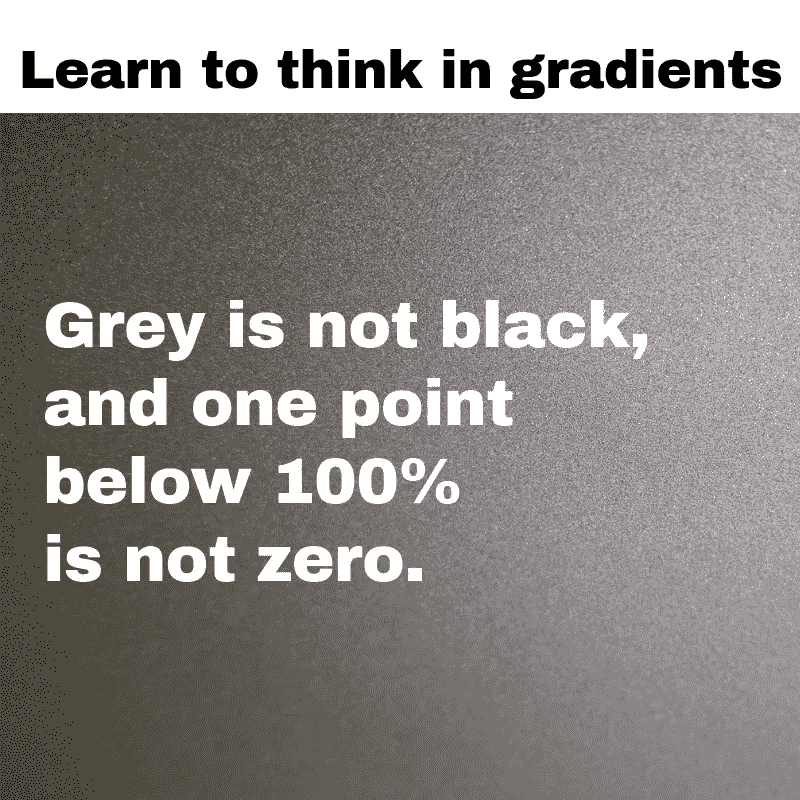 Learn to think in gradients
Grey is not black,
and one point
below 100%
is not zero.